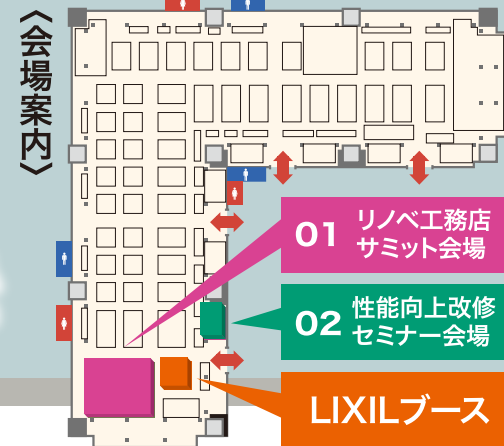 〈会場案内〉
01 リノベ工務店
サミット会場
02 性能向上改修
セミナー会場
LIXILブース